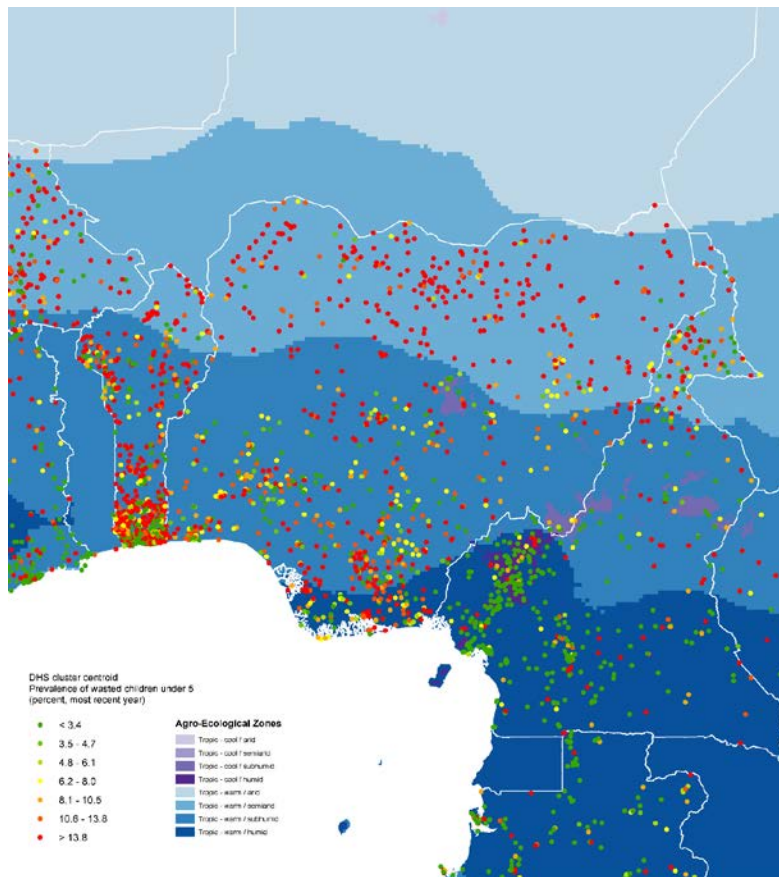 DHS cluster centroid
Prevalence of wasted children under 5
(percent, most recent year)
< 3.4
3.5 - 4.7
4.8 - 6.1
6.2 - 8.0
8.1 - 10.5
10.6 - 13.8
> 13.8
Agro-Ecological Zones
Tropic - cool / arid
Tropic - cool / semiarid
Tropic - cool / subhumid
Tropic - cool / humid
Tropic - warm / arid
Tropic - warm / semiarid
Tropic - warm / subhumid
Tropic - warm / humid